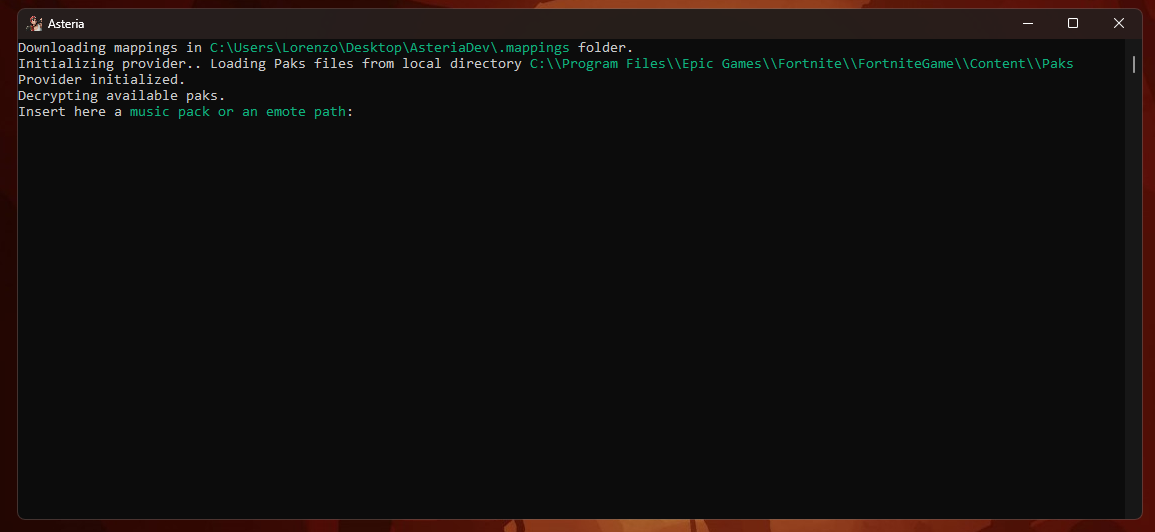 Asteria
Downloading mappings in C:\Users\Lorenzo\Desktop\AsteriaDev\.mappings folder.
Initializing provider.. Loading Paks files from local directory C:\\Program Files\\Epic Games\\Fortnite\\FortniteGame\\Content\\Paks
Provider initialized.
Decrypting available paks.
Insert here a music pack or an emote path: